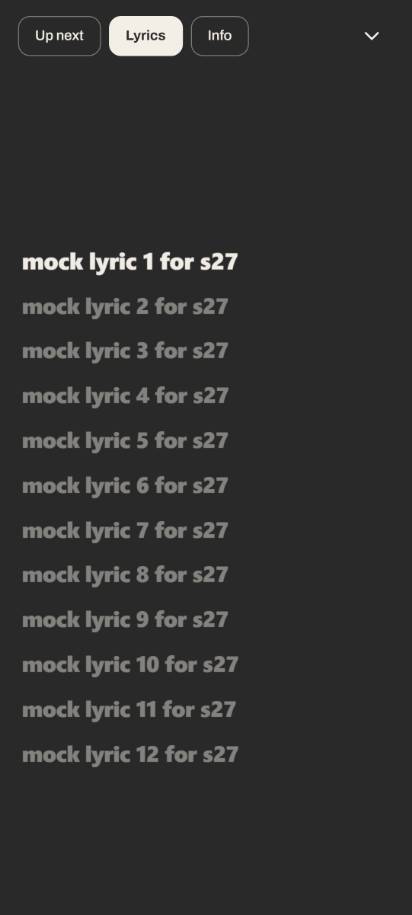 Up next Lyrics Info
mock lyric 1 for s27
mock lyric 2 for s27
mock lyric 3 for s27
mock lyric 4 for s27
mock lyric 5 for s27
mock lyric 6 for s27
mock lyric 7 for s27
mock lyric 8 for s27
mock lyric 9 for s27
mock lyric 10 for s27
mock lyric 11 for s27
mock lyric 12 for s27